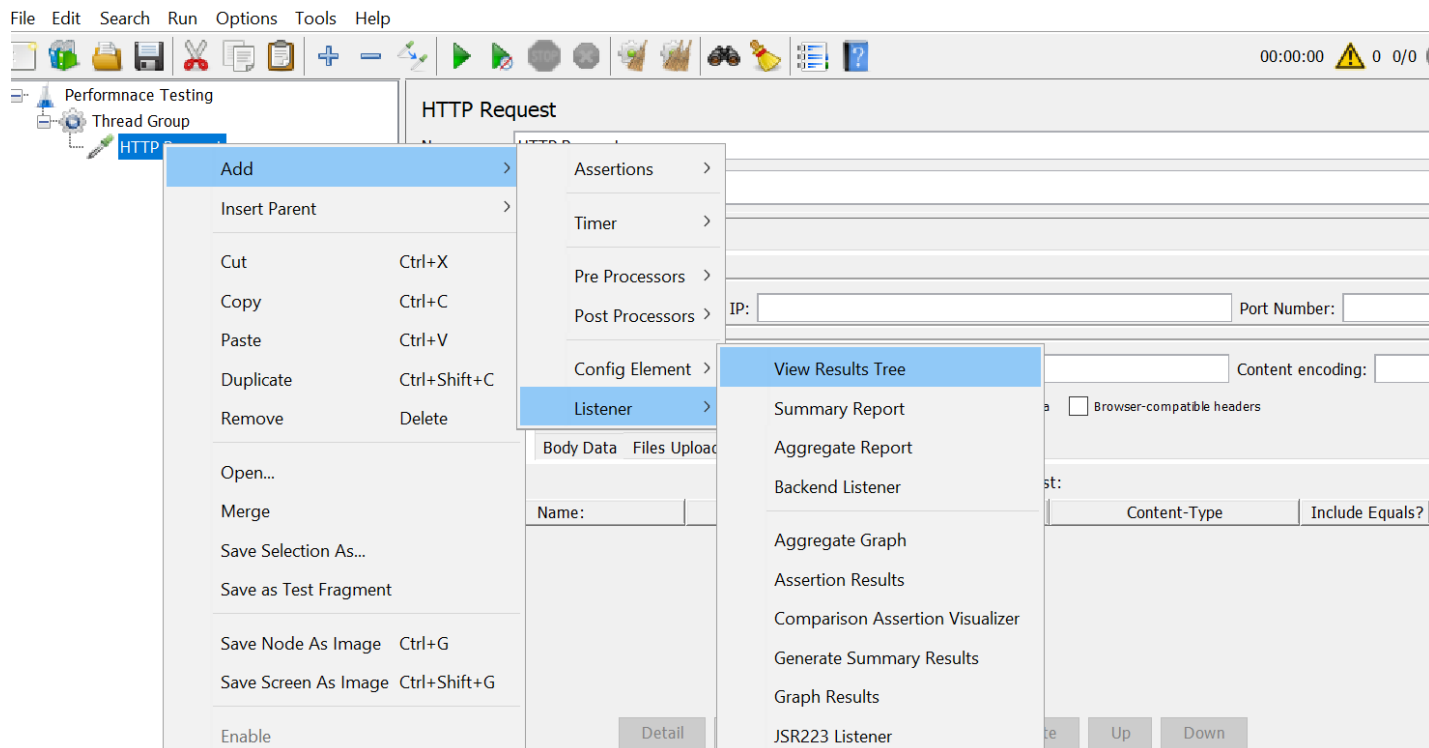 File Edit Search Run Options Tools Help
STOP
00:00:00 0 0/0
Performnace Testing
Thread Group
HTTP
HTTP Request
Add
Insert Parent
Cut Ctrl+X
Copy Ctrl+C
Paste Ctrl+V
Duplicate Ctrl+Shift+C
Remove Delete
Open...
Merge
Save Selection As...
Save as Test Fragment
Save Node As Image Ctrl+G
Save Screen As Image Ctrl+Shift+G
Enable
Assertions
Timer
Pre Processors
Post Processors
Config Element
Listener
View Results Tree
Summary Report
Aggregate Report
Backend Listener
Aggregate Graph
Assertion Results
Comparison Assertion Visualizer
Generate Summary Results
Graph Results
JSR223 Listener
IP: Port Number:
Content encoding:
Browser-compatible headers
Body Data Files Upload
Name: Content-Type Include Equals?
Detail Up Down